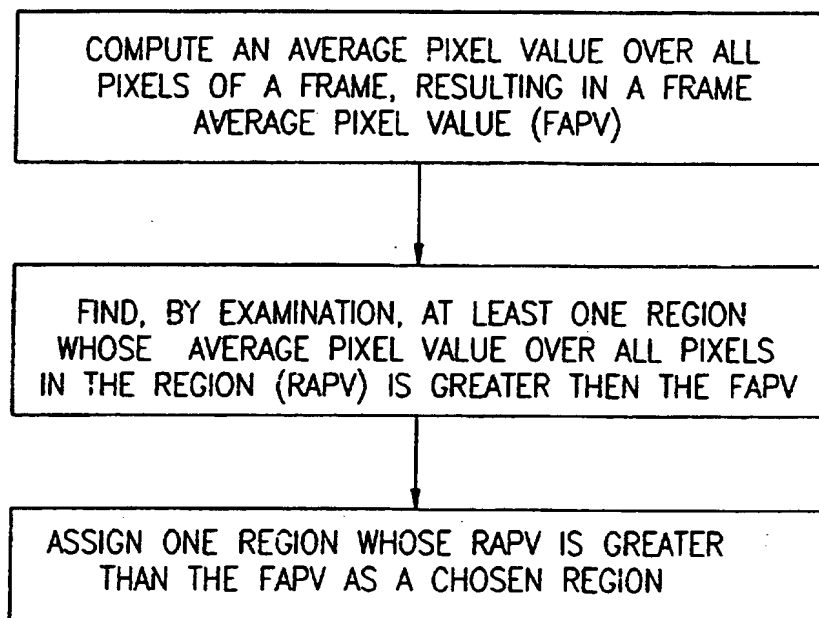 COMPUTE AN AVERAGE PIXEL VALUE OVER ALL
PIXELS OF A FRAME, RESULTING IN A FRAME
AVERAGE PIXEL VALUE (FAPV)
FIND, BY EXAMINATION, AT LEAST ONE REGION
WHOSE AVERAGE PIXEL VALUE OVER ALL PIXELS
IN THE REGION (RAPV) IS GREATER THEN THE FAPV
ASSIGN ONE REGION WHOSE RAPV IS GREATER
THAN THE FAPV AS A CHOSEN REGION